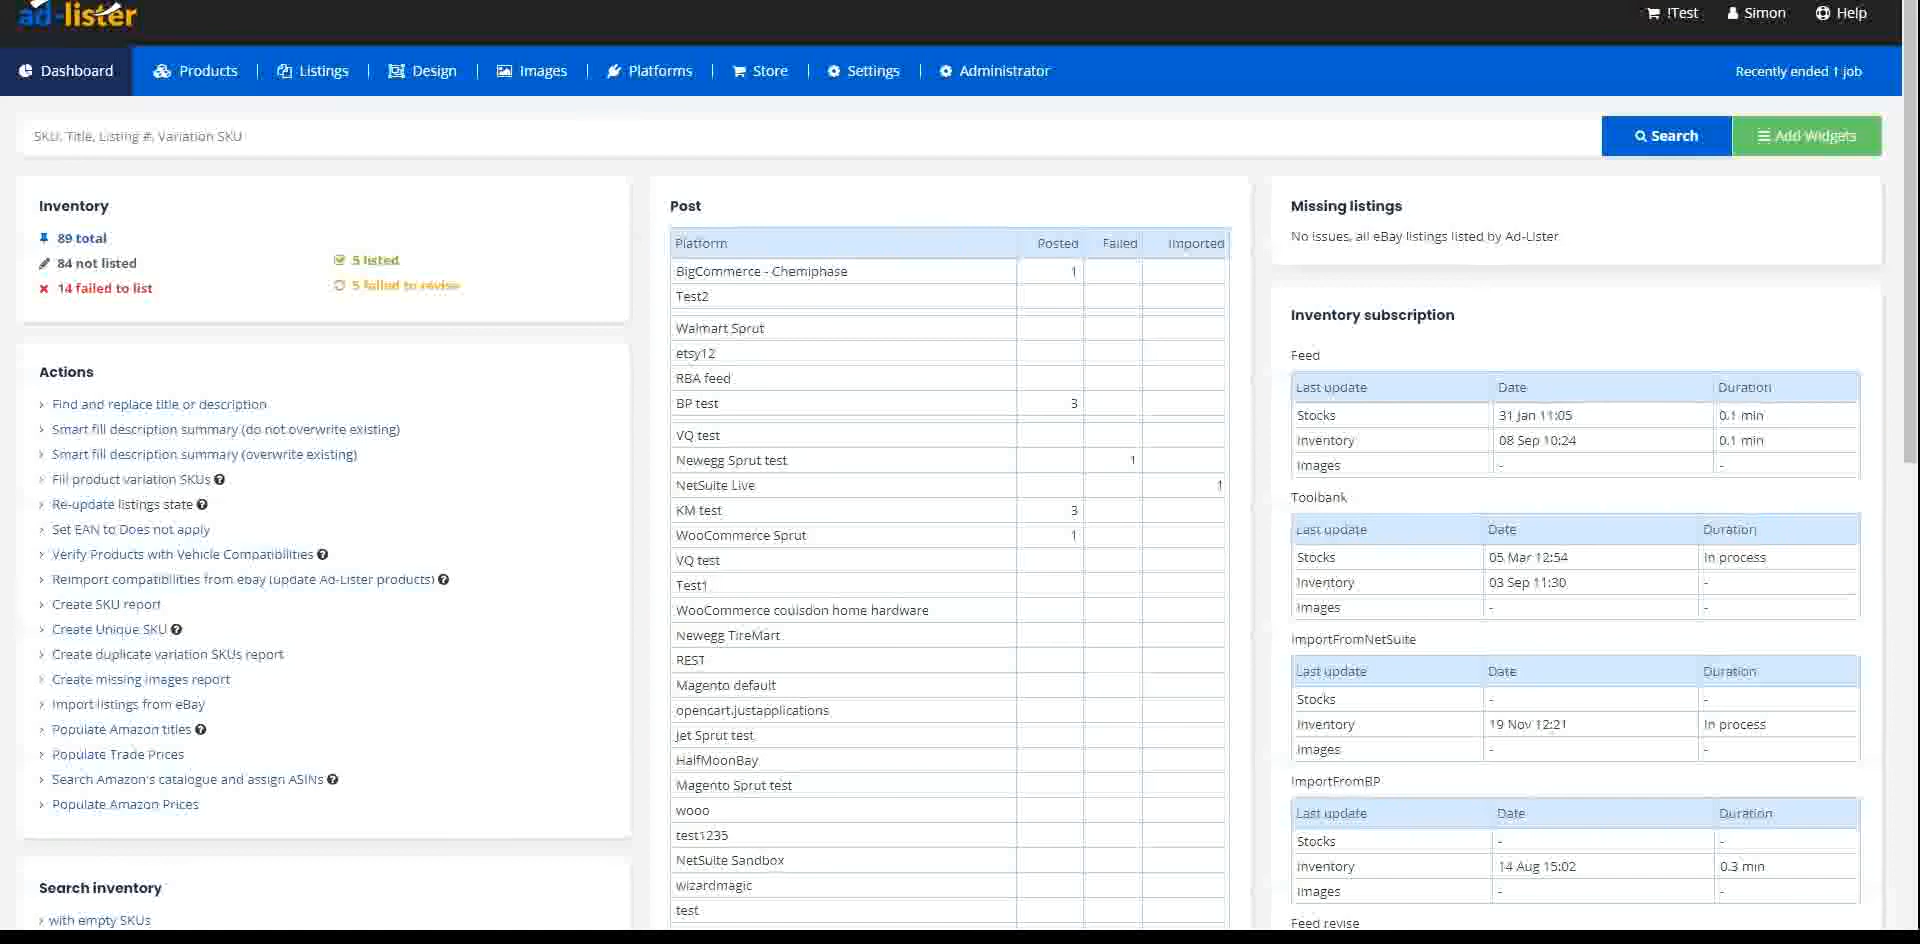 ad-lister
!Test Simon Help
Dashboard Products Listings Design Images Platforms Store Settings Administrator Recently ended 1 job
SKU, Title, Listing #, Variation SKU Search Add Widgets
Inventory
89 total
84 not listed
14 failed to list
5 listed
5 failed to revise
Actions
Find and replace title or description
Smart fill description summary (do not overwrite existing)
Smart fill description summary (overwrite existing)
Fill product variation SKUs
Re-update listings state
Set EAN to Does not apply
Verify Products with Vehicle Compatibilities
Reimport compatibilities from ebay (update Ad-Lister products)
Create SKU report
Create Unique SKU
Create duplicate variation SKUs report
Create missing images report
Import listings from eBay
Populate Amazon titles
Populate Trade Prices
Search Amazon's catalogue and assign ASINs
Populate Amazon Prices
Search inventory
with empty SKUs
Post
Platform Posted Failed Imported
BigCommerce - Chemiphase 1
Test2
Walmart Sprut
etsy12
RBA feed
BP test 3
VQ test
Newegg Sprut test 1
NetSuite Live 1
KM test 3
WooCommerce Sprut 1
VQ test
Test1
WooCommerce coulsdon home hardware
Newegg TireMart
REST
Magento default
opencart.justapplications
Jet Sprut test
HalfMoonBay
Magento Sprut test
wooo
test1235
NetSuite Sandbox
wizardmagic
test
Missing listings
No issues, all eBay listings listed by Ad-Lister
Inventory subscription
Feed
Last update Date Duration
Stocks 31 Jan 11:05 0.1 min
Inventory 08 Sep 10:24 0.1 min
Images - -
Toolbank
Last update Date Duration
Stocks 05 Mar 12:54 In process
Inventory 03 Sep 11:30 -
Images - -
ImportFromNetSuite
Last update Date Duration
Stocks - -
Inventory 19 Nov 12:21 In process
Images - -
ImportFromBP
Last update Date Duration
Stocks - -
Inventory 14 Aug 15:02 0.3 min
Images - -
Feed revise